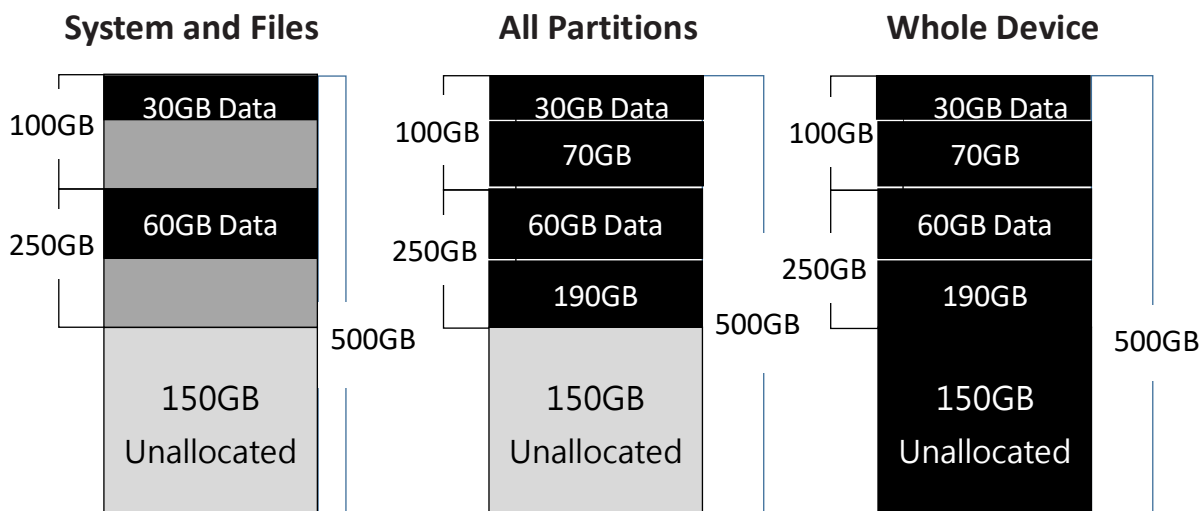 System and Files
100GB
30GB Data
250GB
60GB Data
500GB
150GB
Unallocated
All Partitions
100GB
30GB Data
70GB
250GB
60GB Data
190GB
500GB
150GB
Unallocated
Whole Device
100GB
30GB Data
70GB
250GB
60GB Data
190GB
500GB
150GB
Unallocated